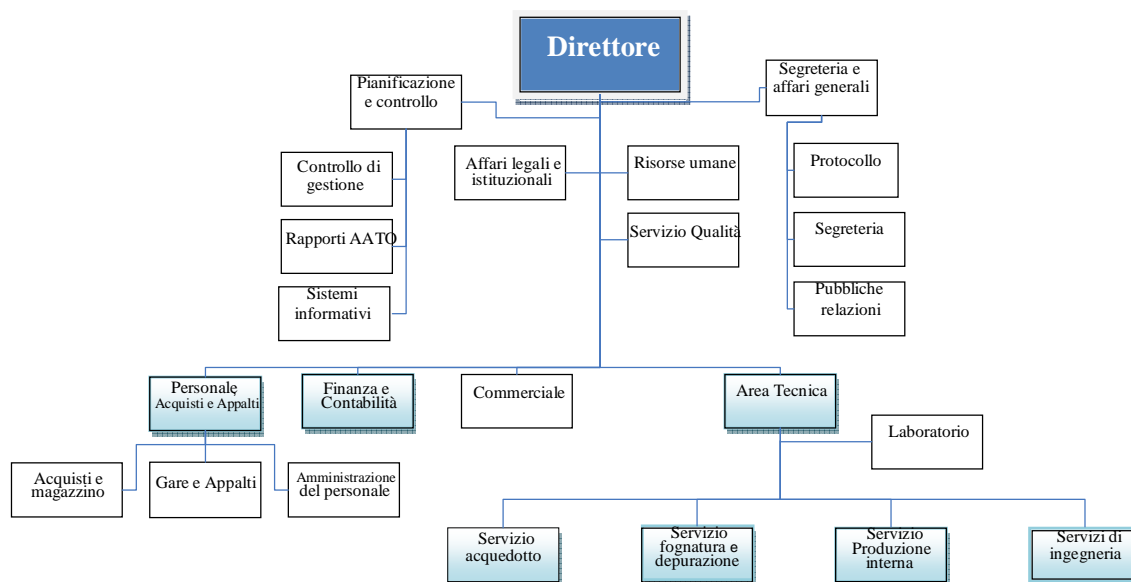 Direttore
Pianificazione
e controllo
Segreteria e
affari generali
Controllo di
gestione
Affari legali e
istituzionali
Risorse umane
Protocollo
Rapporti AATO
Servizio Qualità
Segreteria
Sistemi
informativi
Pubbliche
relazioni
Personale,
Acquisti e Appalti
Finanza e
Contabilità
Commerciale
Area Tecnica
Laboratorio
Acquisti e
magazzino
Gare e Appalti
Amministrazione
del personale
Servizio
acquedotto
Servizio
fognatura e
depurazione
Servizio
Produzione
interna
Servizi di
ingegneria